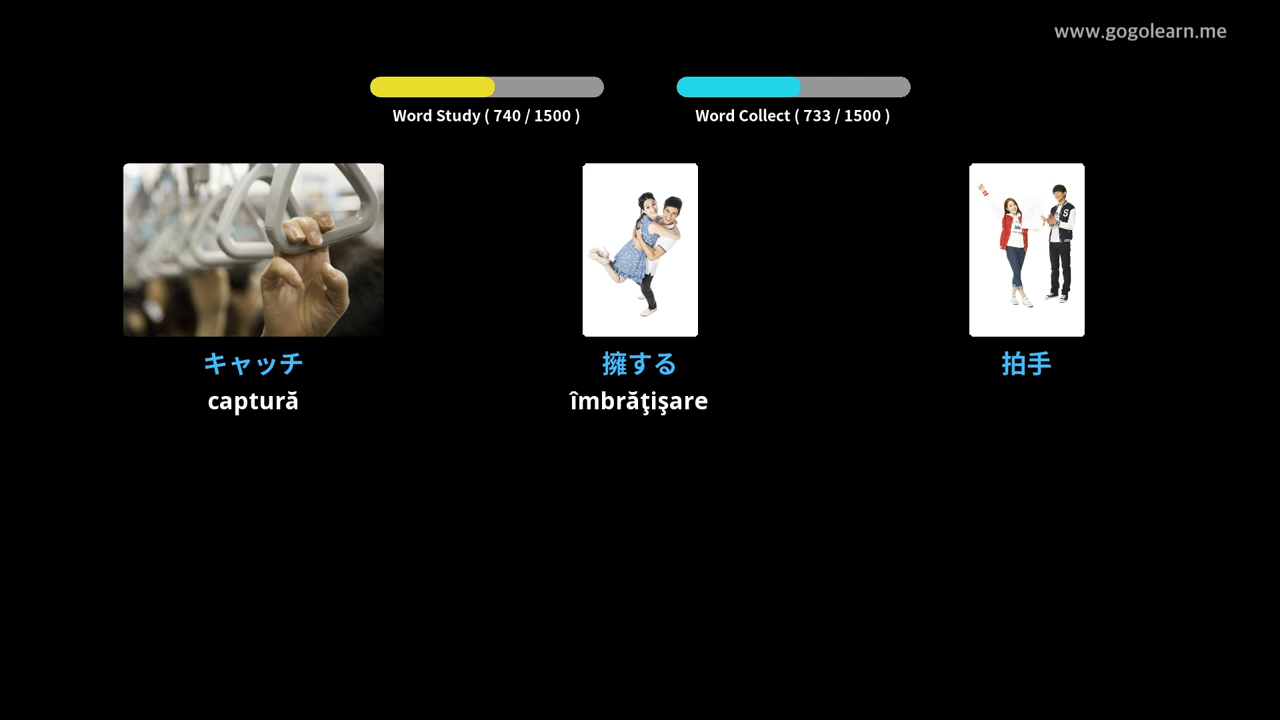 www.gogolearn.me
Word Study ( 740 / 1500 )
Word Collect ( 733 / 1500 )
キャッチ
captură
擁する
îmbrăţişare
拍手